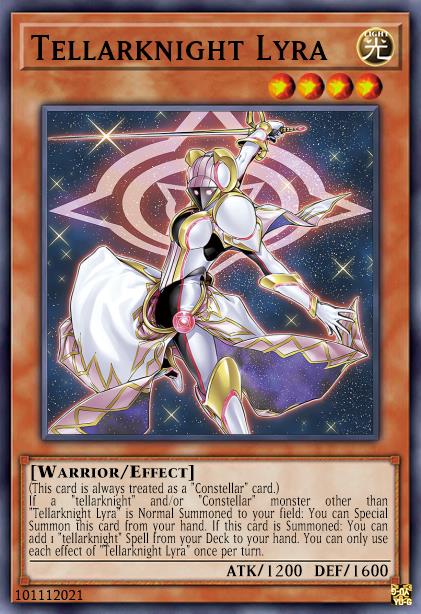 Tellarknight Lyra
LIGHT
光
[Warrior/Effect]
(This card is always treated as a "Constellar" card.)
If a "tellarknight" and/or "Constellar" monster other than
"Tellarknight Lyra" is Normal Summoned to your field: You can Special
Summon this card from your hand. If this card is Summoned: You can
add 1 "tellarknight" Spell from your Deck to your hand. You can only use
each effect of "Tellarknight Lyra" once per turn.
ATK/1200 DEF/1600
101112021